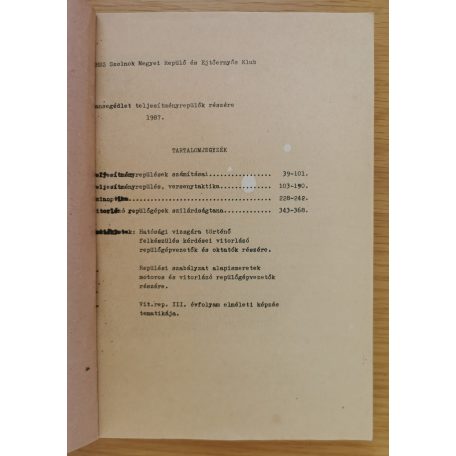 Szolnok Megyei Repülő és Ejtőernyős Klub
teljesítményrepülők részére
1987.
TARTALOMJEGYZÉK
eljesítményrepülések számításai............... 39-101.
eljesítményrepülés, versenytaktika............ 103-190.
228-242.
repülőgépek szilárdságtana........... 343-368.
Hatósági vizsgára történő
felkészülés kérdései vitorlázó
repülőgépvezetők és oktatók részére.
Repülési szabályzat alapismeretek
motoros és vitorlázó repülőgépvezetők
részére.
Vit.rep. III. évfolyam elméleti képzés
tematikája.